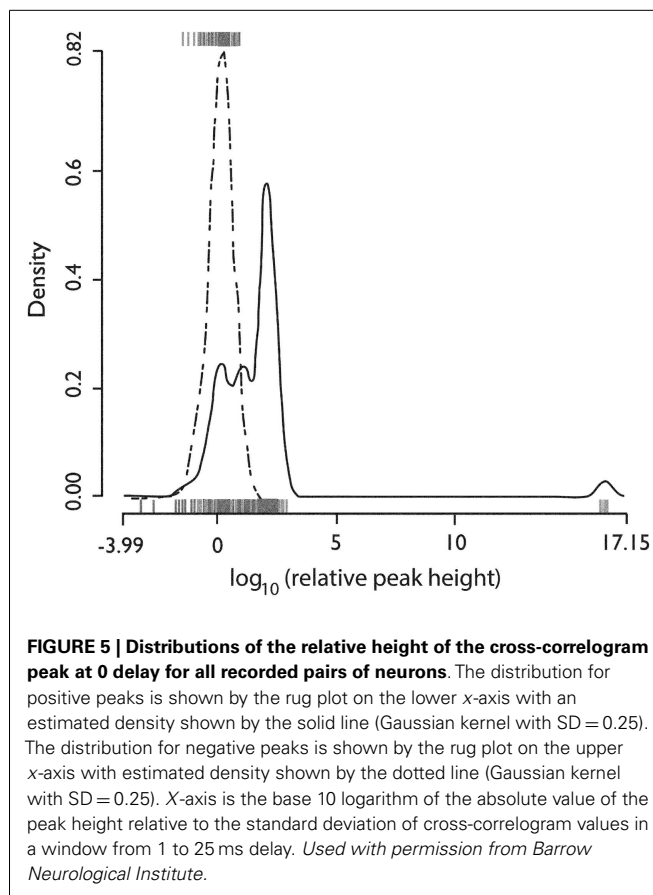 0.82
0.6
0.4
0.2
0.00
Density
-3.99 0 5 10 17.15
log10 (relative peak height)
FIGURE 5 | Distributions of the relative height of the cross-correlogram
peak at 0 delay for all recorded pairs of neurons. The distribution for
positive peaks is shown by the rug plot on the lower x-axis with an
estimated density shown by the solid line (Gaussian kernel with SD = 0.25).
The distribution for negative peaks is shown by the rug plot on the upper
x-axis with estimated density shown by the dotted line (Gaussian kernel
with SD = 0.25). X-axis is the base 10 logarithm of the absolute value of the
peak height relative to the standard deviation of cross-correlogram values in
a window from 1 to 25 ms delay. Used with permission from Barrow
Neurological Institute.